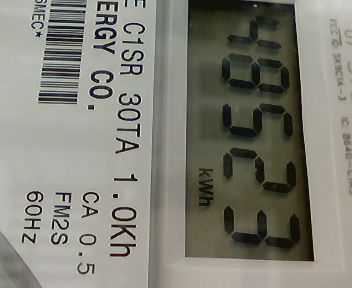 48523
kWh
E C1SR 30TA 1.0Kh
ERGY CO. CA 0.5
FM2S
60HZ